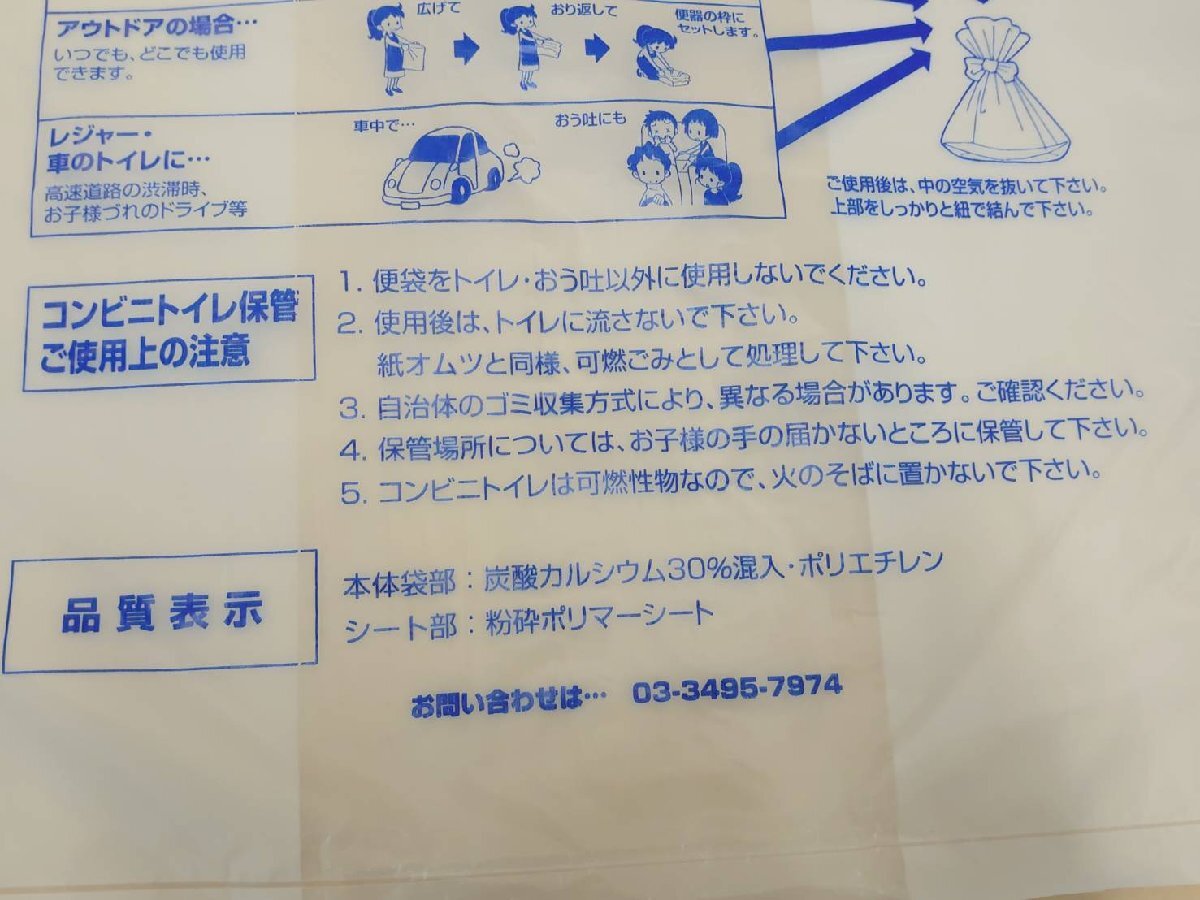 アウトドアの場合…
いつでも、どこでも使用
できます。
広げて
おり返して
便器の枠に
セットします。
レジャー・
車のトイレに…
高速道路の渋滞時、
お子様づれのドライブ等
車中で…
おう吐にも
ご使用後は、中の空気を抜いて下さい。
上部をしっかりと紐で結んで下さい。
コンビニトイレ保管
ご使用上の注意
1. 便袋をトイレ・おう吐以外に使用しないでください。
2. 使用後は、トイレに流さないで下さい。
紙オムツと同様、可燃ごみとして処理して下さい。
3. 自治体のゴミ収集方式により、異なる場合があります。ご確認ください。
4. 保管場所については、お子様の手の届かないところに保管して下さい。
5. コンビニトイレは可燃性物なので、火のそばに置かないで下さい。
品質表示
本体袋部：炭酸カルシウム30%混入・ポリエチレン
シート部：粉砕ポリマーシート
お問い合わせは… 03-3495-7974